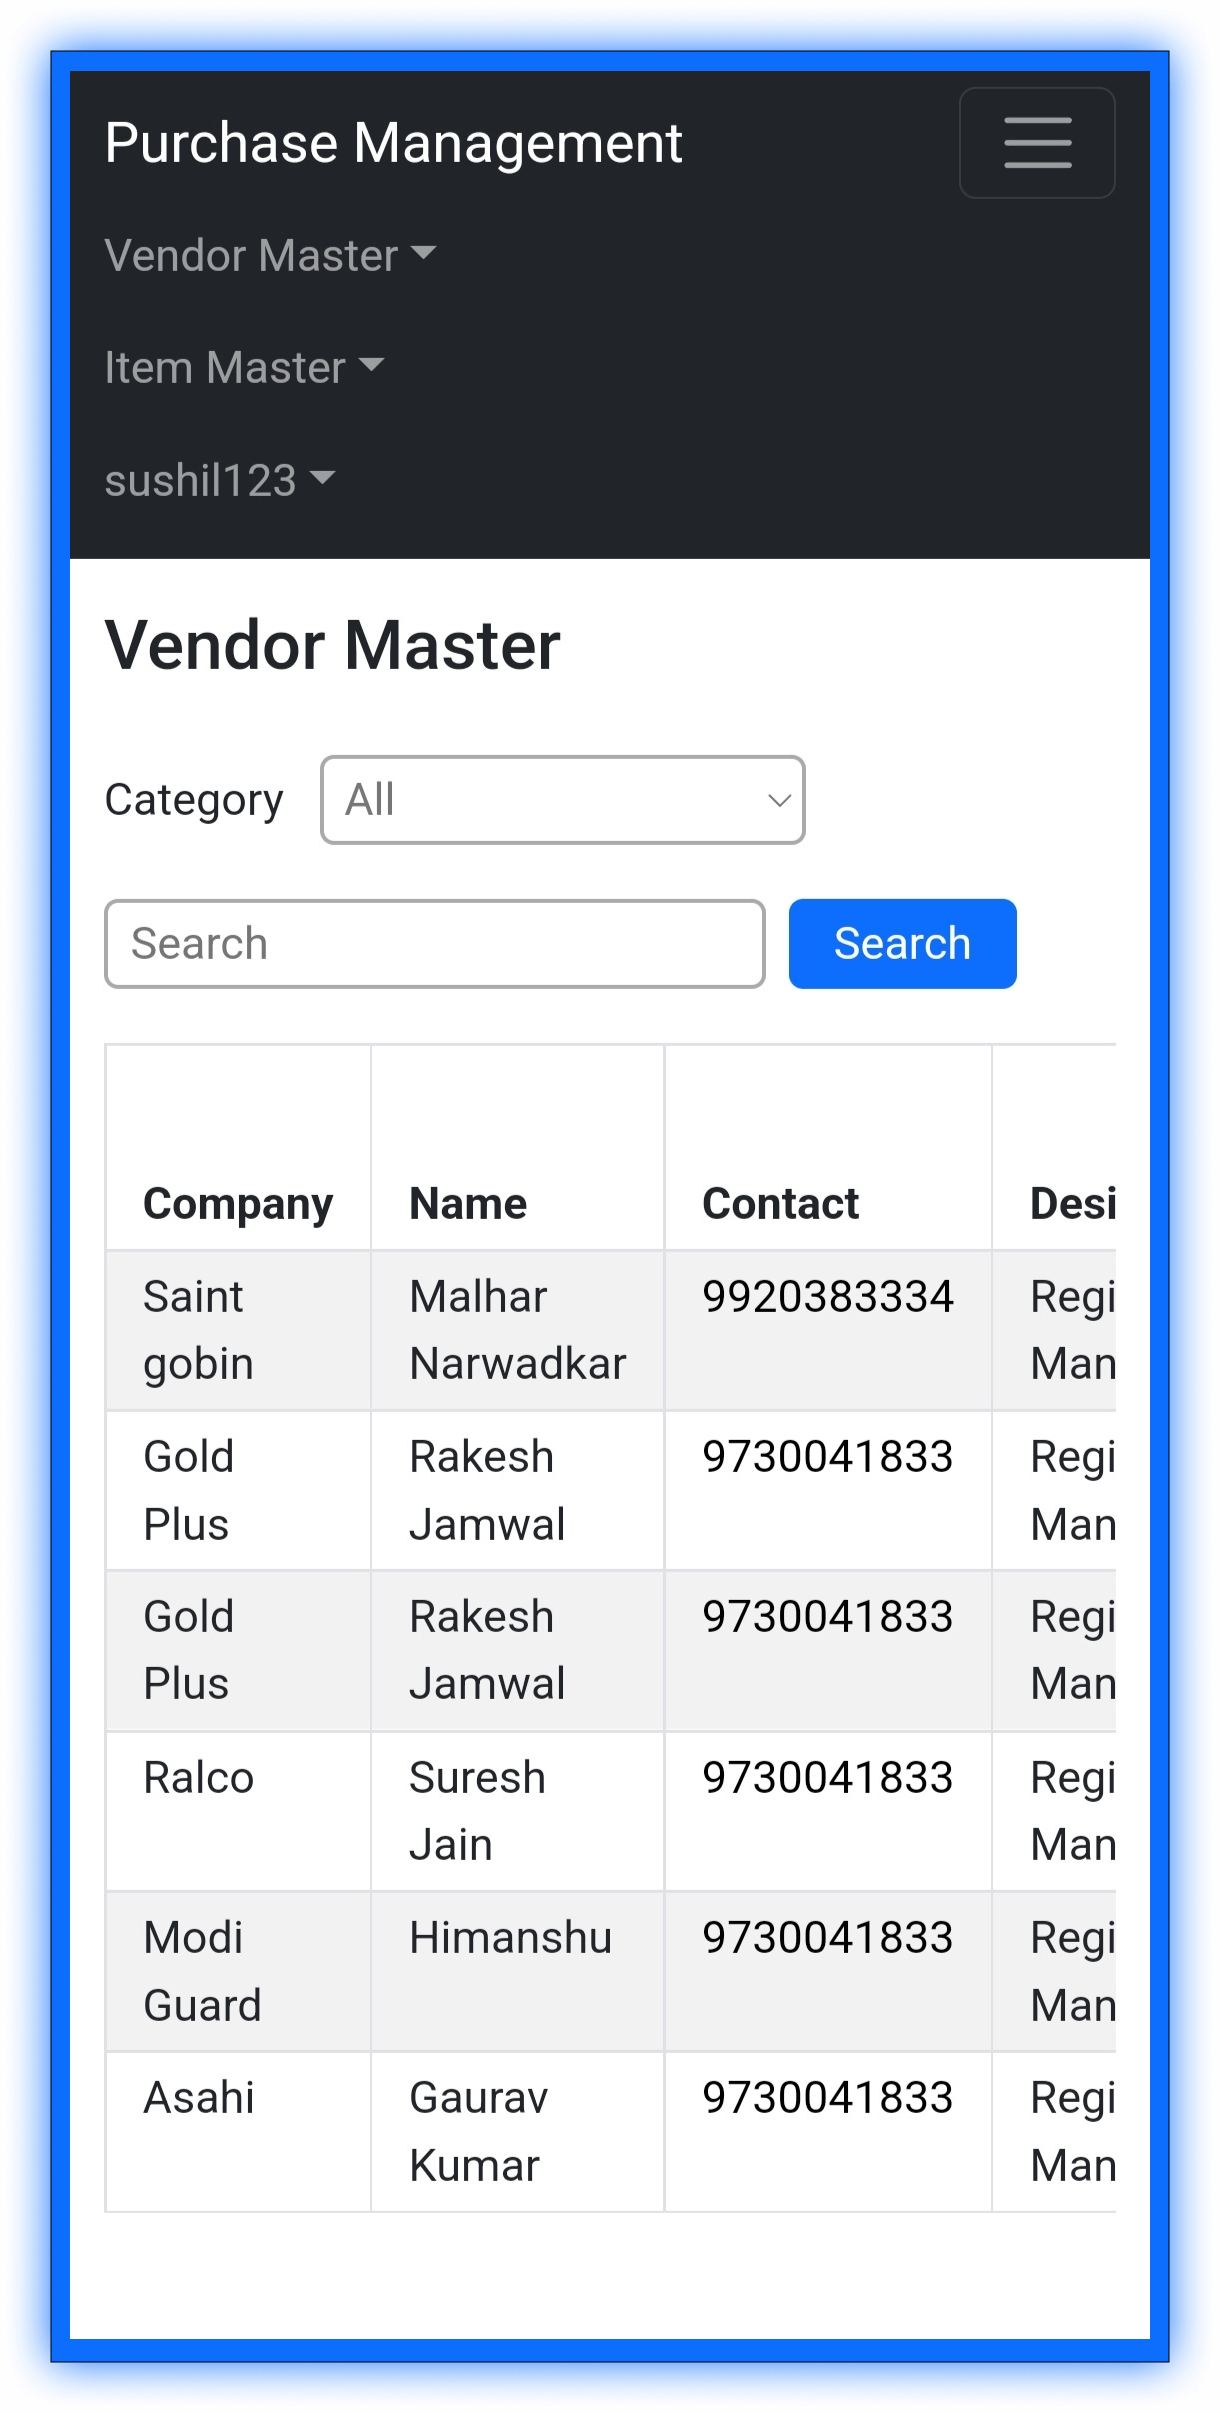 Purchase Management
Vendor Master
Item Master
sushil123
Vendor Master
Category All
Search Search
Company Name Contact Desi
Saint Malhar 9920383334 Regi
gobin Narwadkar Man
Gold Rakesh 9730041833 Regi
Plus Jamwal Man
Gold Rakesh 9730041833 Regi
Plus Jamwal Man
Ralco Suresh 9730041833 Regi
Jain Man
Modi Himanshu 9730041833 Regi
Guard Man
Asahi Gaurav 9730041833 Regi
Kumar Man